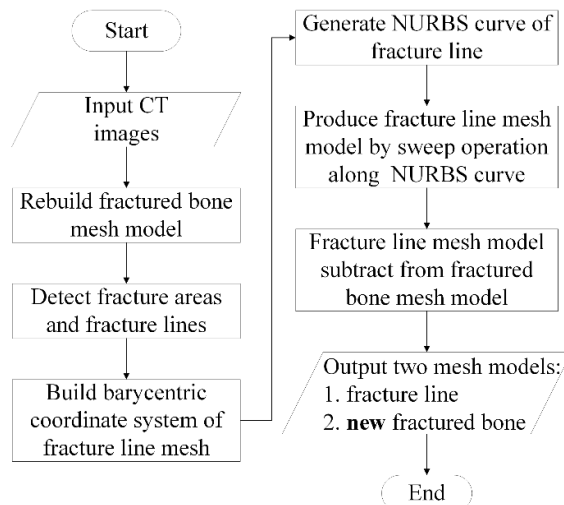 Start
Input CT
images
Rebuild fractured bone
mesh model
Detect fracture areas
and fracture lines
Build barycentric
coordinate system of
fracture line mesh
Generate NURBS curve of
fracture line
Produce fracture line mesh
model by sweep operation
along NURBS curve
Fracture line mesh model
subtract from fractured
bone mesh model
Output two mesh models:
1. fracture line
2. new fractured bone
End